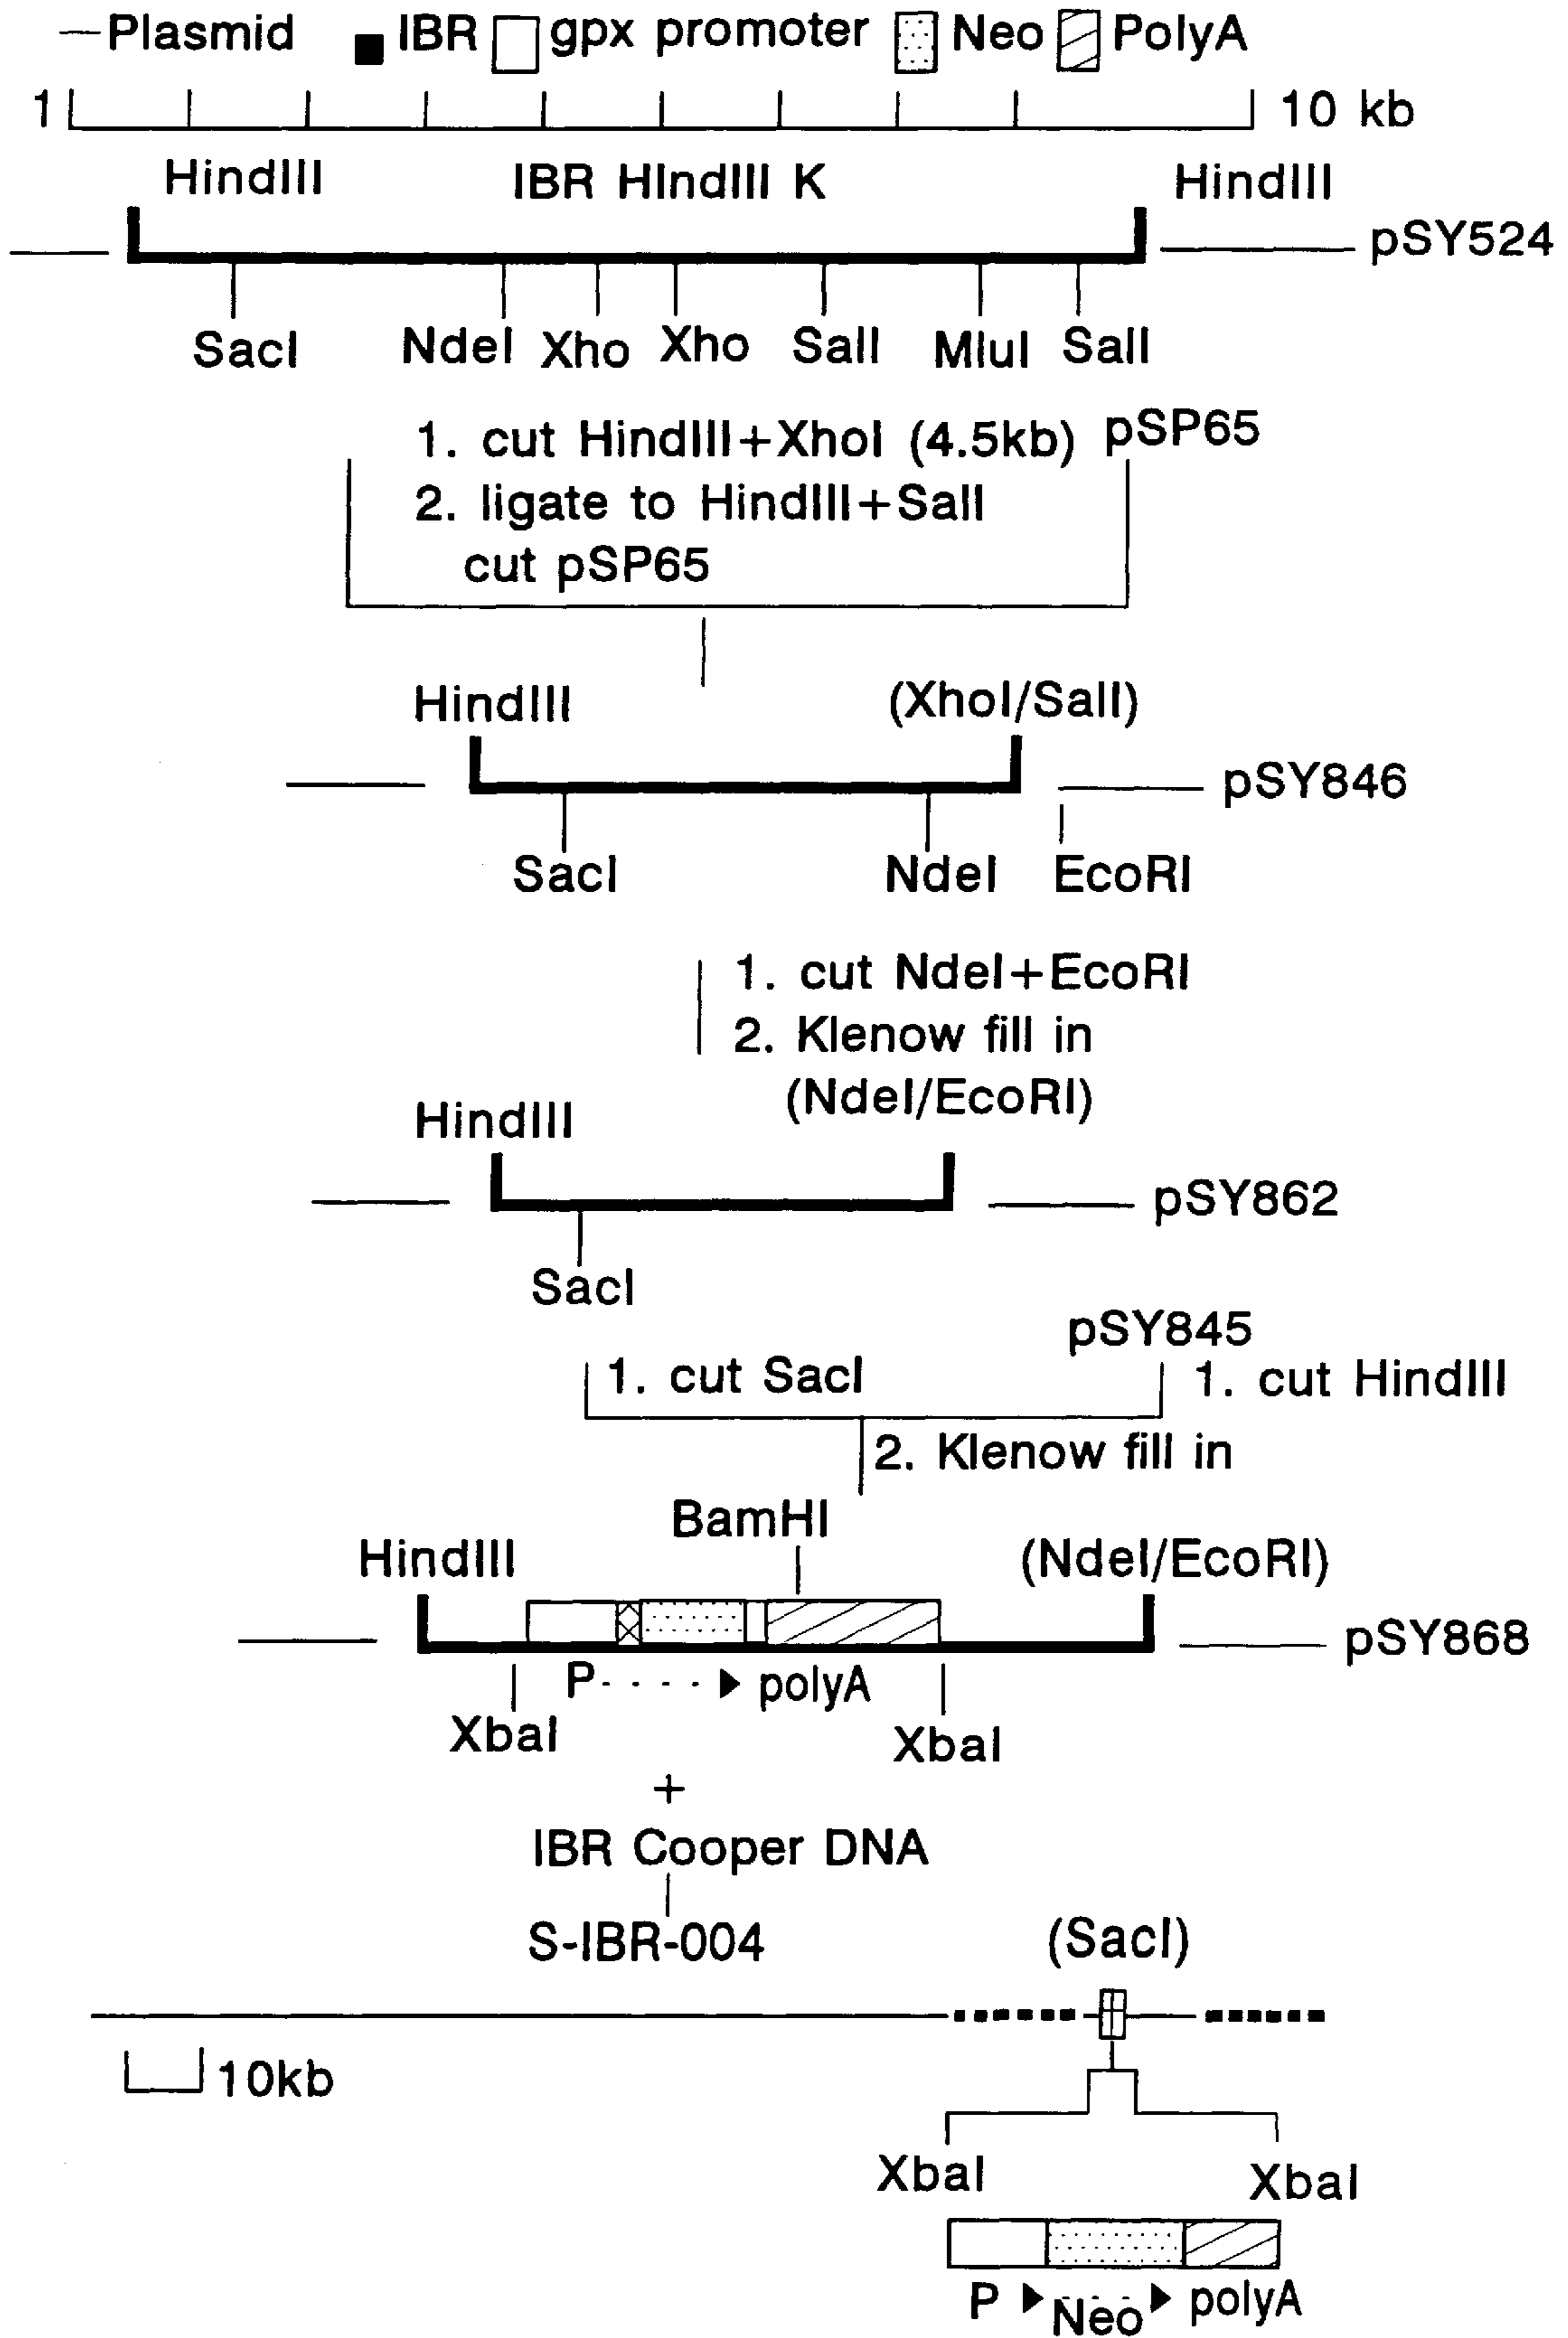 Plasmid IBR gpx promoter Neo PolyA
1 10 kb
HindIII IBR HIndIII K HindIII
pSY524
SacI NdeI Xho Xho SalI MluI SalI
1. cut HindIII+XhoI (4.5kb) pSP65
2. ligate to HindIII+SalI
cut pSP65
HindIII (XhoI/SalI)
pSY846
SacI NdeI EcoRI
1. cut NdeI+EcoRI
2. Klenow fill in
(NdeI/EcoRI)
HindIII
pSY862
SacI
pSY845
1. cut SacI 1. cut HindIII
2. Klenow fill in
BamHI
HindIII (NdeI/EcoRI)
pSY868
P polyA
XbaI XbaI
+
IBR Cooper DNA
S-IBR-004 (SacI)
10kb
XbaI XbaI
P Neo polyA